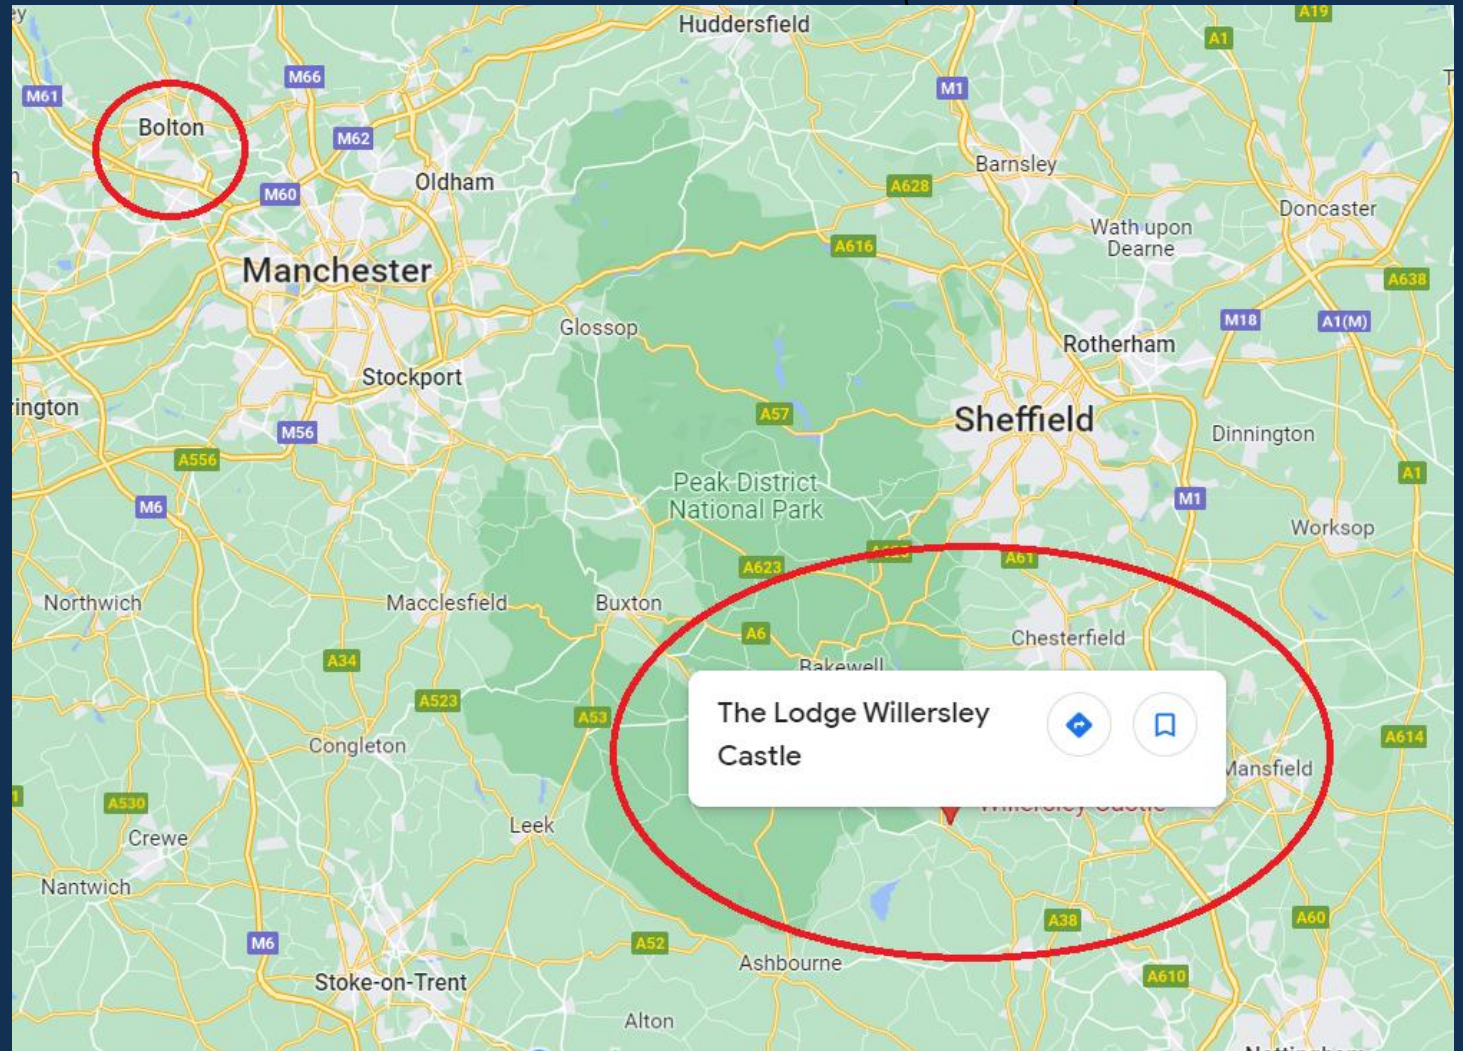 A19
Huddersfield
A1
M66
M1
M61
Bolton
M62
Barnsley
Oldham
A628
M60
Doncaster
Wath upon
Dearne
A616
Manchester
A638
M18
A1(M)
Glossop
Rotherham
Stockport
ington
A57
Sheffield
M56
Dinnington
A556
A1
Peak District
National Park
M6
M1
Worksop
A61
A623
Northwich
Macclesfield
Buxton
A6
Chesterfield
A34
Bakewell
A523
A53
The Lodge Willersley
Castle
A614
Congleton
Mansfield
A530
Willersley Castle
Leek
Crewe
Nantwich
A38
A60
M6
A52
Ashbourne
A610
Stoke-on-Trent
Alton
Nottingham